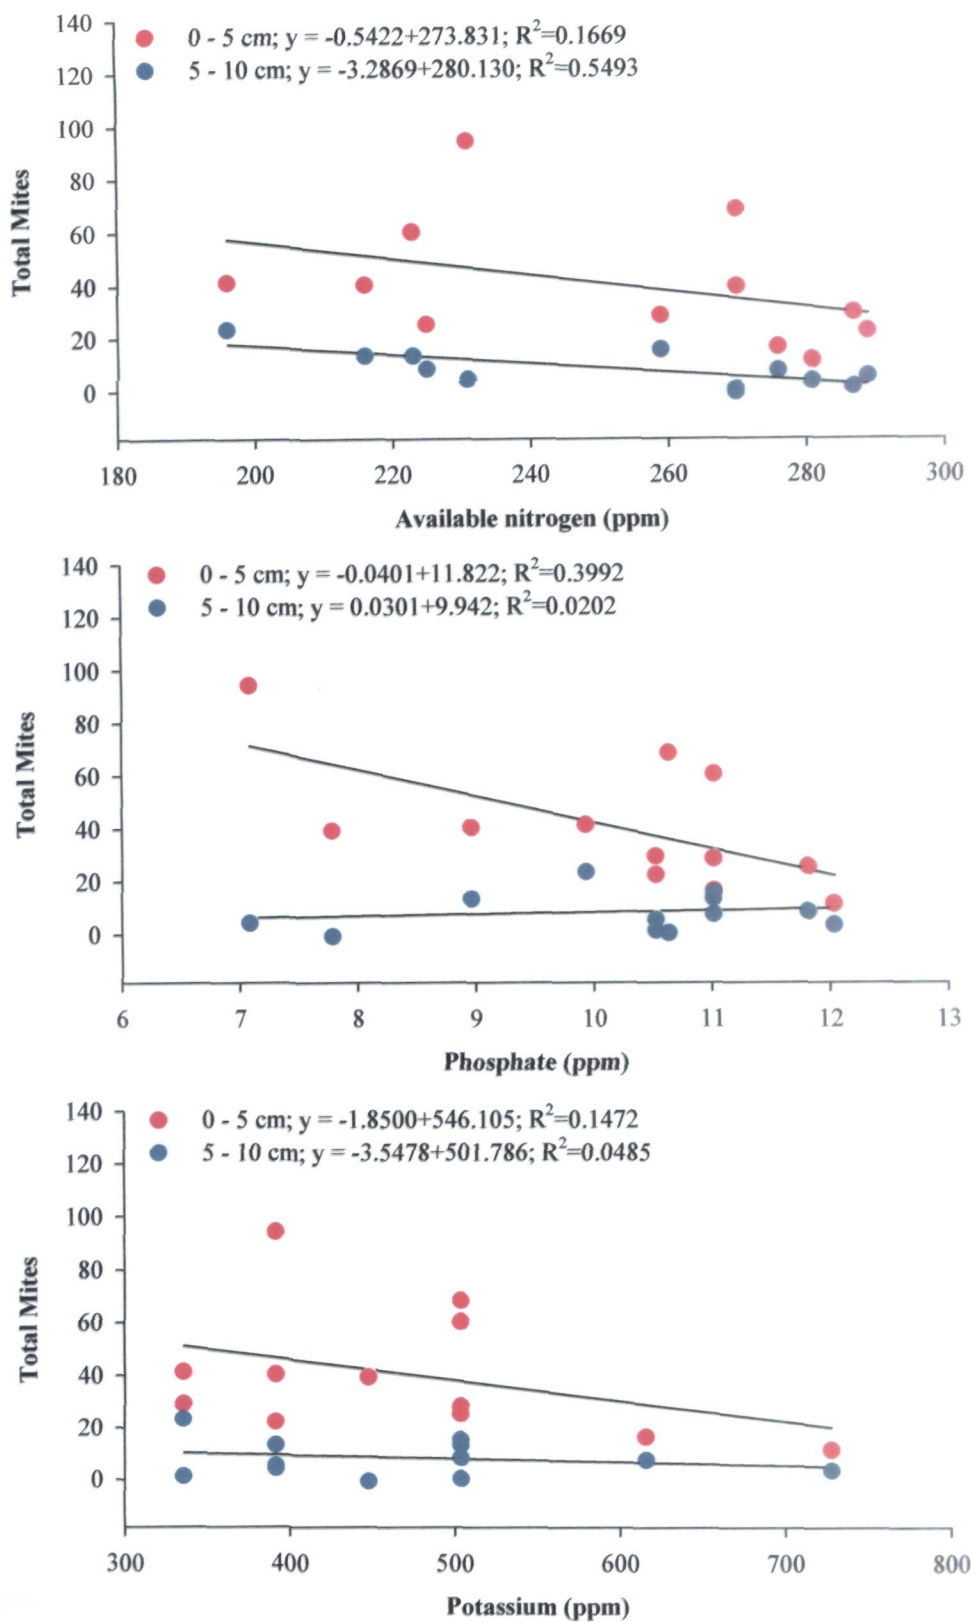 140
0 - 5 cm; y = -0.5422+273.831; R²=0.1669
120
5 - 10 cm; y = -3.2869+280.130; R²=0.5493
100
80
60
40
20
0
Total Mites
180 200 220 240 260 280 300
Available nitrogen (ppm)
140
0 - 5 cm; y = -0.0401+11.822; R²=0.3992
120
5 - 10 cm; y = 0.0301+9.942; R²=0.0202
100
80
60
40
20
0
Total Mites
6 7 8 9 10 11 12 13
Phosphate (ppm)
140
0 - 5 cm; y = -1.8500+546.105; R²=0.1472
120
5 - 10 cm; y = -3.5478+501.786; R²=0.0485
100
80
60
40
20
0
Total Mites
300 400 500 600 700 800
Potassium (ppm)